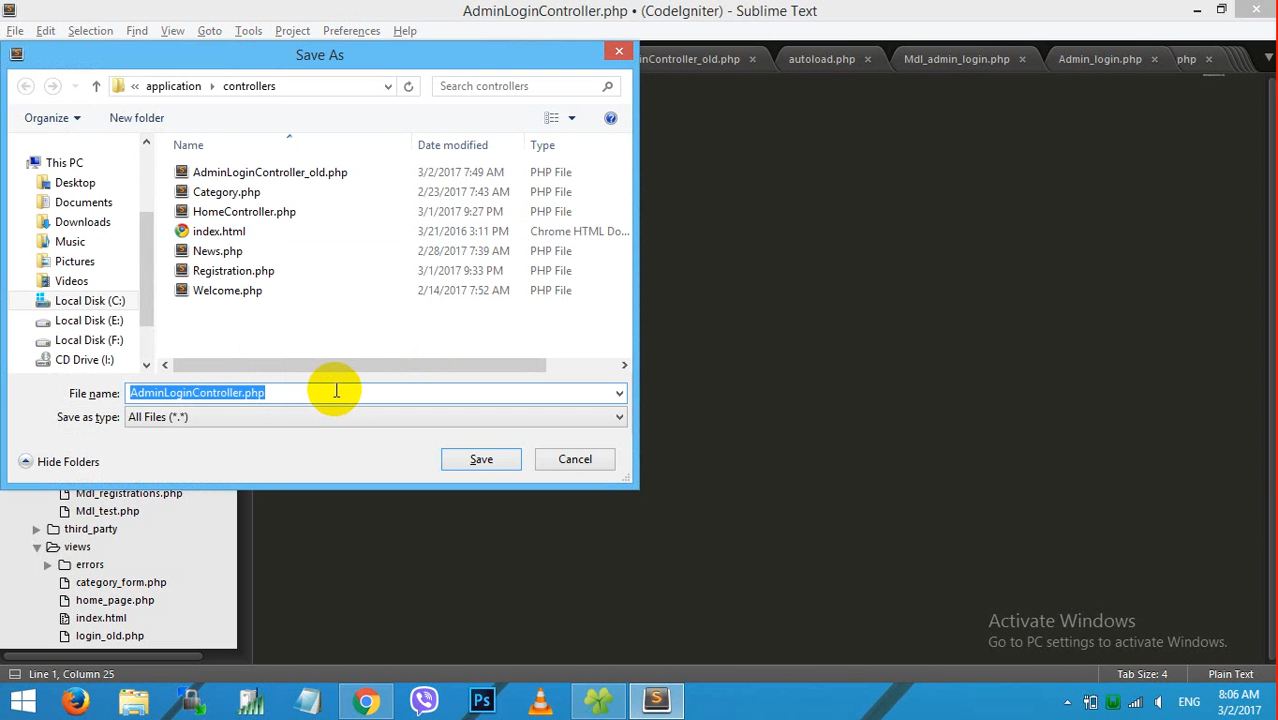 AdminLoginController.php • (CodeIgniter) - Sublime Text
File Edit Selection Find View Goto Tools Project Preferences Help
Save As
inController_old.php × autoload.php × Mdl_admin_login.php × Admin_login.php × php ×
« application controllers
Search controllers
Organize New folder
Name Date modified Type
This PC
Desktop
Documents
Downloads
Music
Pictures
Videos
Local Disk (C:)
Local Disk (E:)
Local Disk (F:)
CD Drive (I:)
AdminLoginController_old.php 3/2/2017 7:49 AM PHP File
Category.php 2/23/2017 7:43 AM PHP File
HomeController.php 3/1/2017 9:27 PM PHP File
index.html 3/21/2016 3:11 PM Chrome HTML Do...
News.php 2/28/2017 7:39 AM PHP File
Registration.php 3/1/2017 9:33 PM PHP File
Welcome.php 2/14/2017 7:52 AM PHP File
File name: AdminLoginController.php
Save as type: All Files (*.*)
Hide Folders
Save Cancel
Mdl_registrations.php
Mdl_test.php
third_party
views
errors
category_form.php
home_page.php
index.html
login_old.php
Activate Windows
Go to PC settings to activate Windows.
Line 1, Column 25
Tab Size: 4 Plain Text
Ps
S
ENG
8:06 AM
3/2/2017